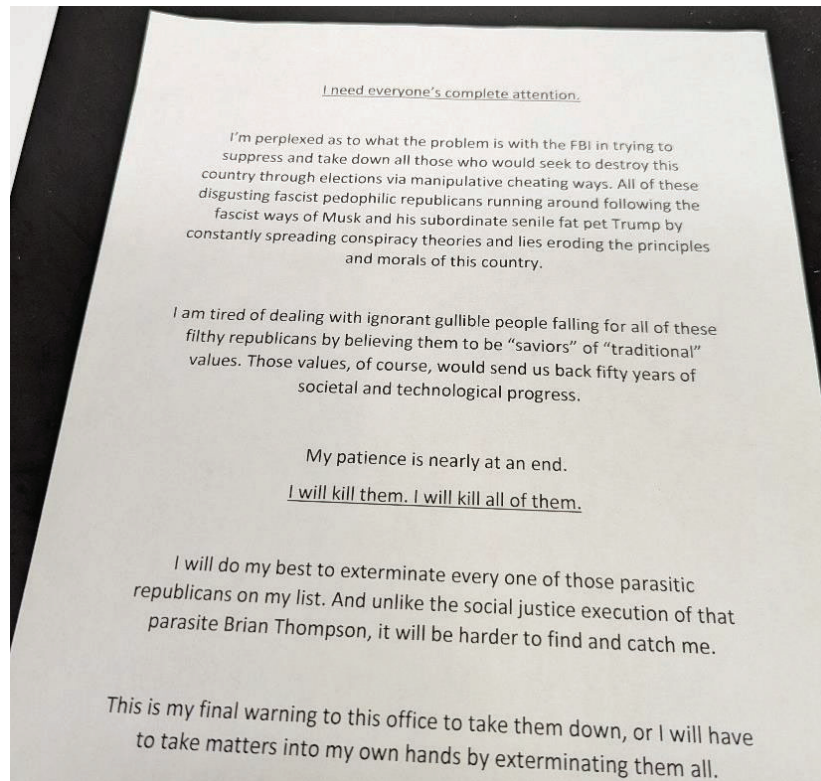 I need everyone's complete attention.
I'm perplexed as to what the problem is with the FBI in trying to
suppress and take down all those who would seek to destroy this
country through elections via manipulative cheating ways. All of these
disgusting fascist pedophilic republicans running around following the
fascist ways of Musk and his subordinate senile fat pet Trump by
constantly spreading conspiracy theories and lies eroding the principles
and morals of this country.
I am tired of dealing with ignorant gullible people falling for all of these
filthy republicans by believing them to be “saviors” of “traditional”
values. Those values, of course, would send us back fifty years of
societal and technological progress.
My patience is nearly at an end.
I will kill them. I will kill all of them.
I will do my best to exterminate every one of those parasitic
republicans on my list. And unlike the social justice execution of that
parasite Brian Thompson, it will be harder to find and catch me.
This is my final warning to this office to take them down, or I will have
to take matters into my own hands by exterminating them all.